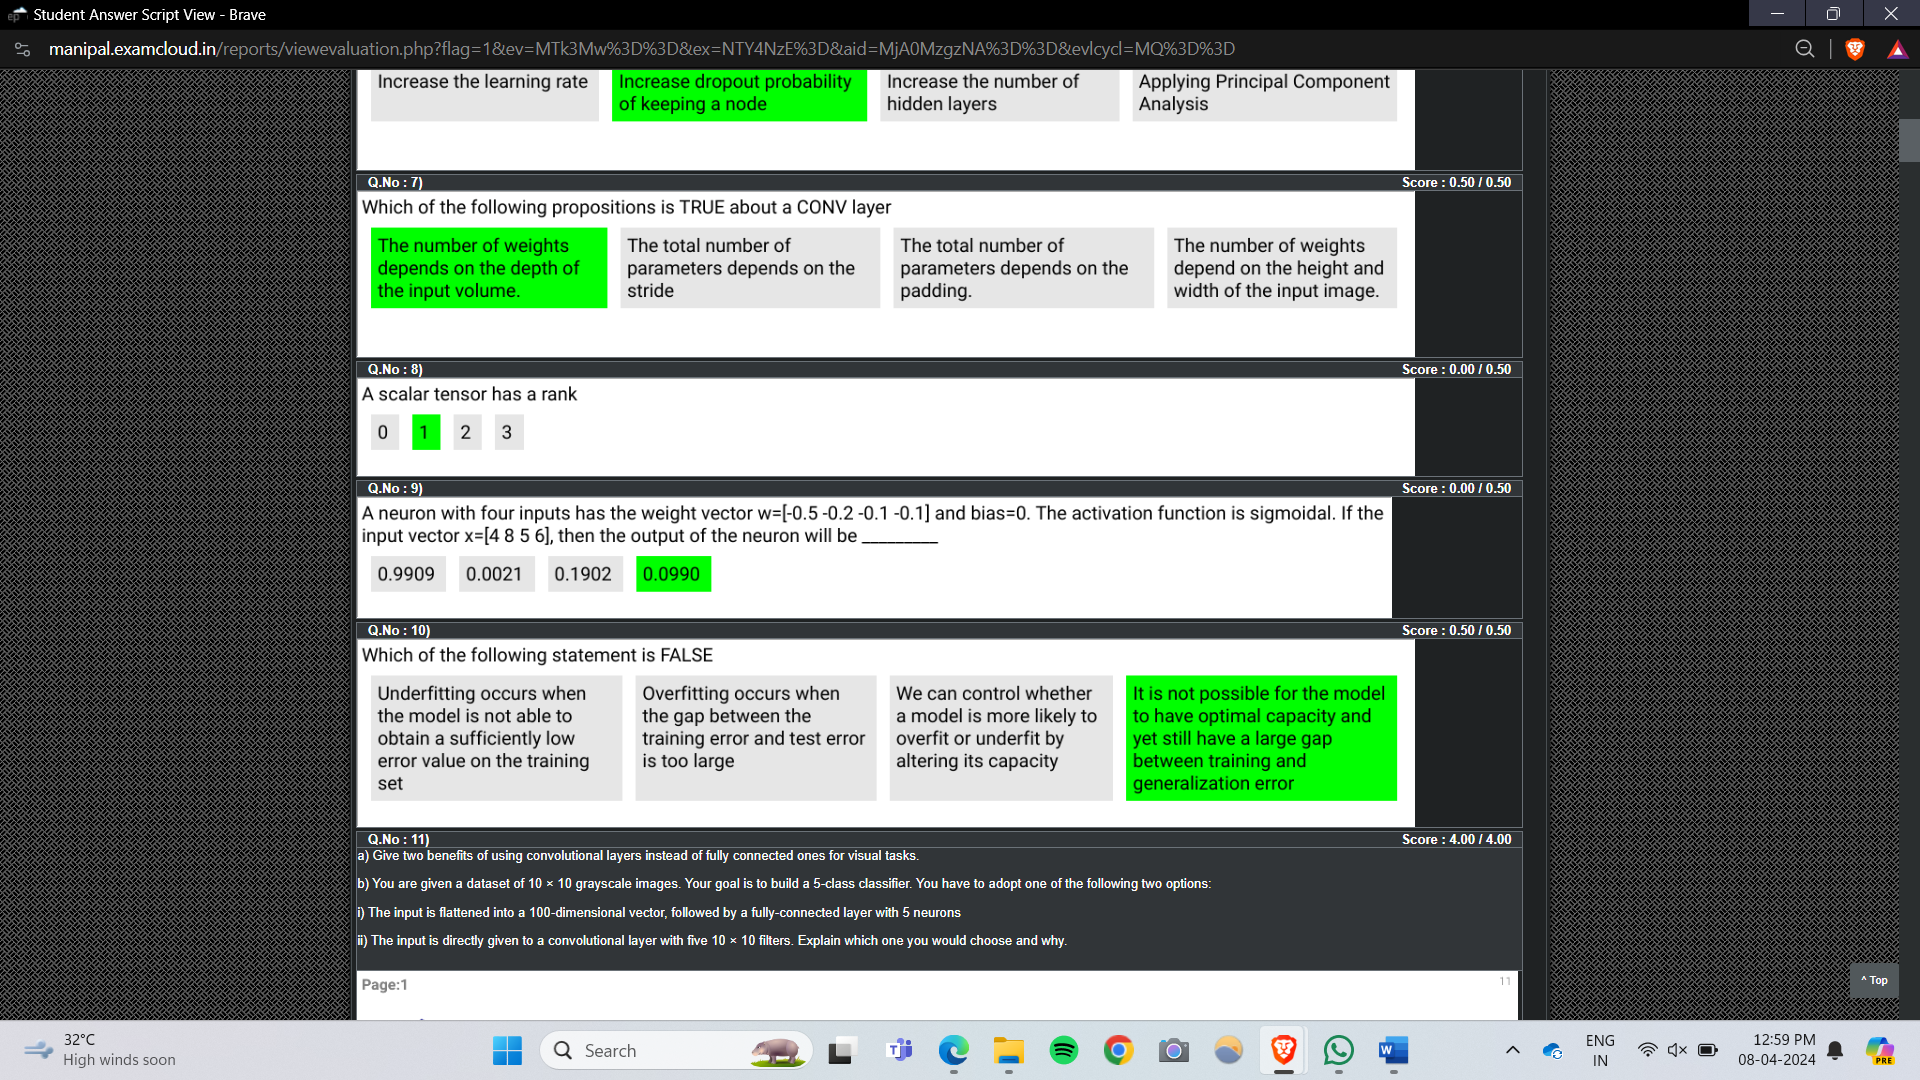 Student Answer Script View - Brave
manipal.examcloud.in/reports/viewevaluation.php?flag=1&ev=MTk3Mw%3D%3D&ex=NTY4NzE%3D&aid=MjA0MzgzNA%3D%3D&evlcycl=MQ%3D%3D
Increase the learning rate
Increase dropout probability
of keeping a node
Increase the number of
hidden layers
Applying Principal Component
Analysis
Q.No : 7)
Score : 0.50 / 0.50
Which of the following propositions is TRUE about a CONV layer
The number of weights
depends on the depth of
the input volume.
The total number of
parameters depends on the
stride
The total number of
parameters depends on the
padding.
The number of weights
depend on the height and
width of the input image.
Q.No : 8)
Score : 0.00 / 0.50
A scalar tensor has a rank
0
1
2
3
Q.No : 9)
Score : 0.00 / 0.50
A neuron with four inputs has the weight vector w=[-0.5 -0.2 -0.1 -0.1] and bias=0. The activation function is sigmoidal. If the
input vector x=[4 8 5 6], then the output of the neuron will be _________
0.9909
0.0021
0.1902
0.0990
Q.No : 10)
Score : 0.50 / 0.50
Which of the following statement is FALSE
Underfitting occurs when
the model is not able to
obtain a sufficiently low
error value on the training
set
Overfitting occurs when
the gap between the
training error and test error
is too large
We can control whether
a model is more likely to
overfit or underfit by
altering its capacity
It is not possible for the model
to have optimal capacity and
yet still have a large gap
between training and
generalization error
Q.No : 11)
Score : 4.00 / 4.00
a) Give two benefits of using convolutional layers instead of fully connected ones for visual tasks.
b) You are given a dataset of 10 × 10 grayscale images. Your goal is to build a 5-class classifier. You have to adopt one of the following two options:
i) The input is flattened into a 100-dimensional vector, followed by a fully-connected layer with 5 neurons
ii) The input is directly given to a convolutional layer with five 10 × 10 filters. Explain which one you would choose and why.
Page:1
11
^ Top
32°C
High winds soon
Search
ENG
IN
12:59 PM
08-04-2024
PRE